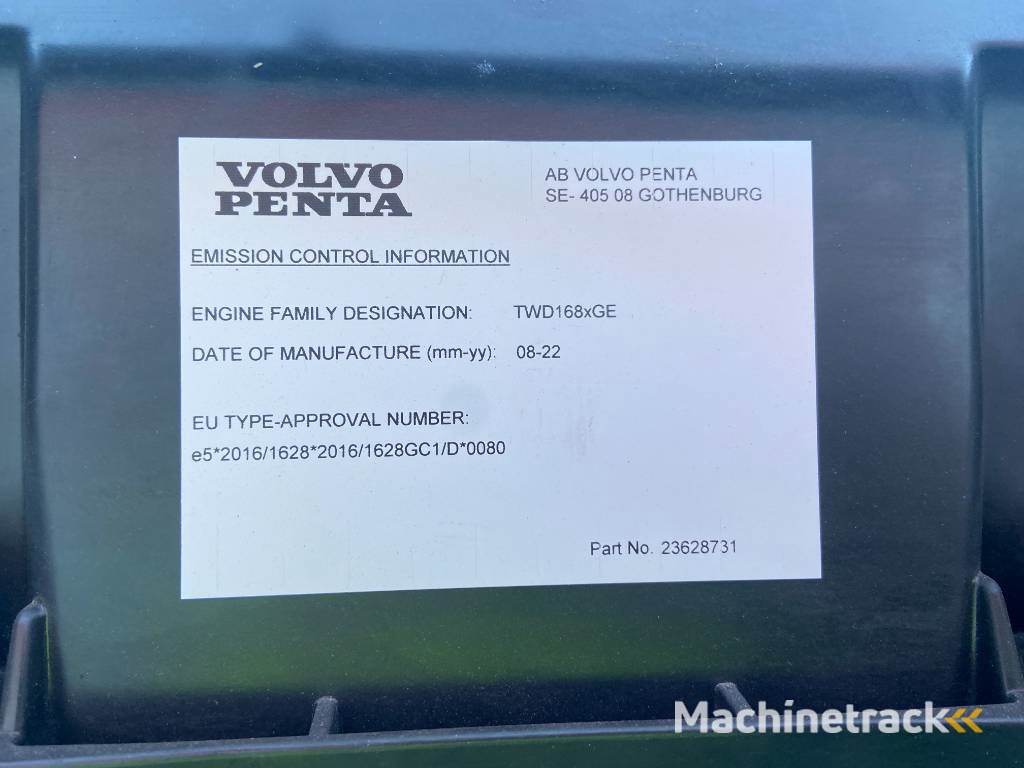 VOLVO
PENTA
AB VOLVO PENTA
SE- 405 08 GOTHENBURG
EMISSION CONTROL INFORMATION
ENGINE FAMILY DESIGNATION: TWD168xGE
DATE OF MANUFACTURE (mm-yy): 08-22
EU TYPE-APPROVAL NUMBER:
e5*2016/1628*2016/1628GC1/D*0080
Part No. 23628731
Machinetrack